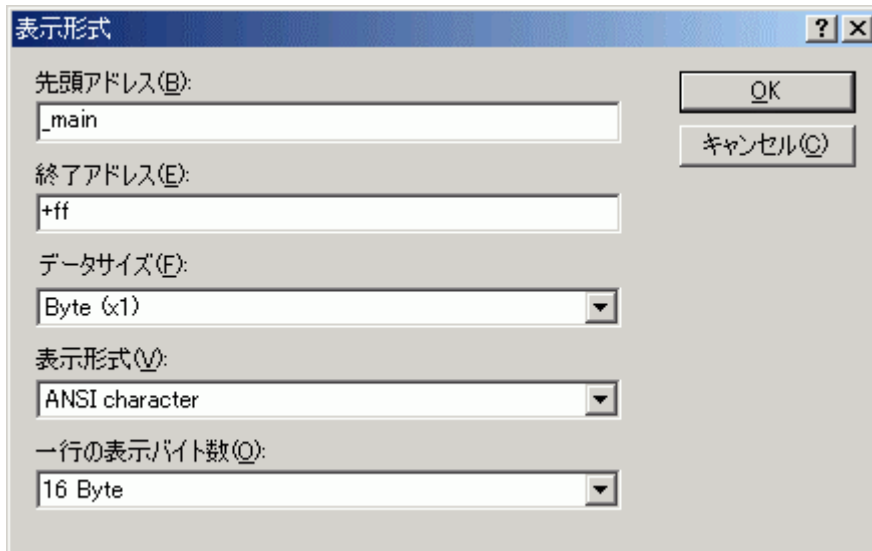 表示形式
先頭アドレス(B):
_main
OK
キャンセル(C)
終了アドレス(E):
+ff
データサイズ(F):
Byte (x1)
表示形式(V):
ANSI character
一行の表示バイト数(O):
16 Byte